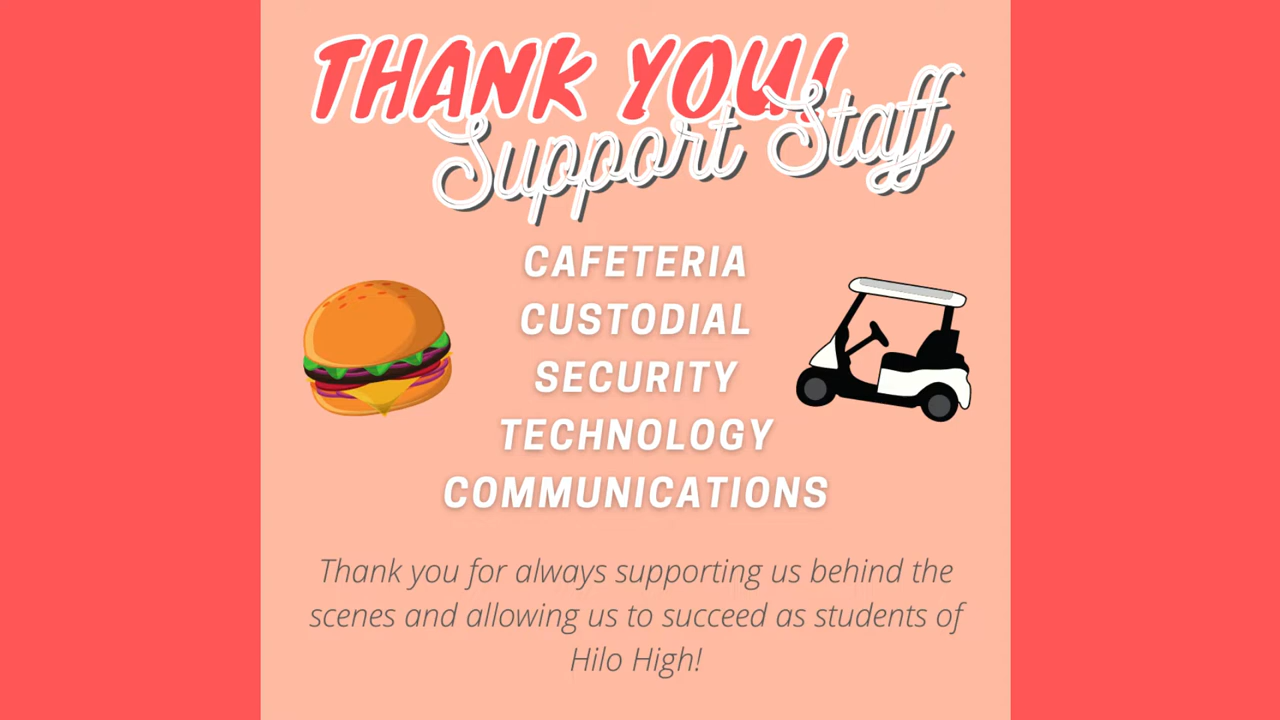 THANK YOU!
Support Staff
CAFETERIA
CUSTODIAL
SECURITY
TECHNOLOGY
COMMUNICATIONS
Thank you for always supporting us behind the
scenes and allowing us to succeed as students of
Hilo High!